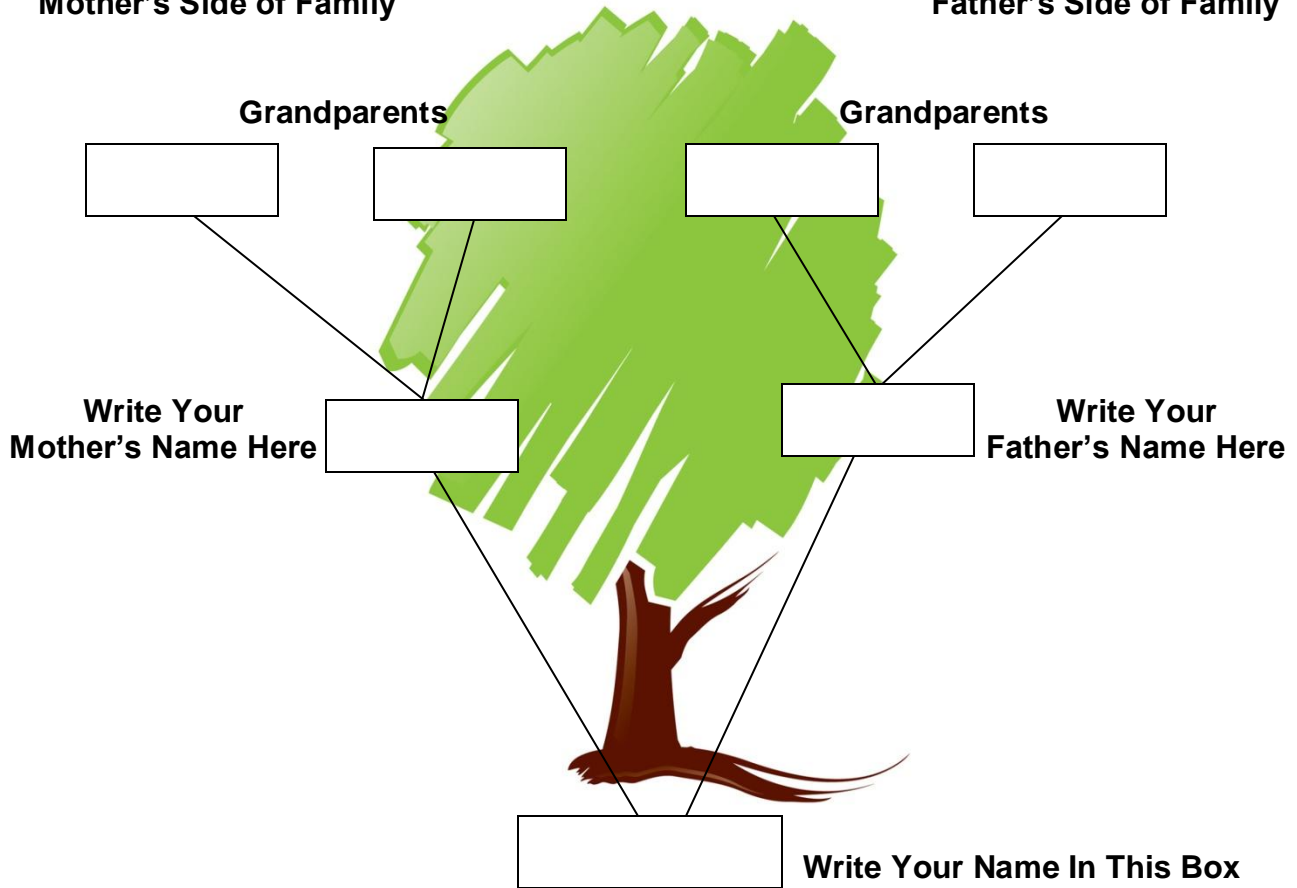 Mother’s Side of Family
Father’s Side of Family
Grandparents
Grandparents
Write Your
Mother’s Name Here
Write Your
Father’s Name Here
Write Your Name In This Box